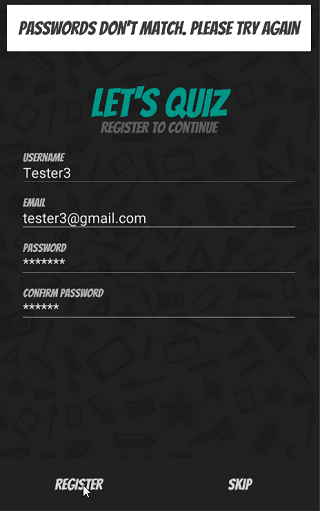 PASSWORDS DON'T MATCH. PLEASE TRY AGAIN
LET'S QUIZ
REGISTER TO CONTINUE
USERNAME
Tester3
EMAIL
tester3@gmail.com
PASSWORD
*******
CONFIRM PASSWORD
******
REGISTER SKIP